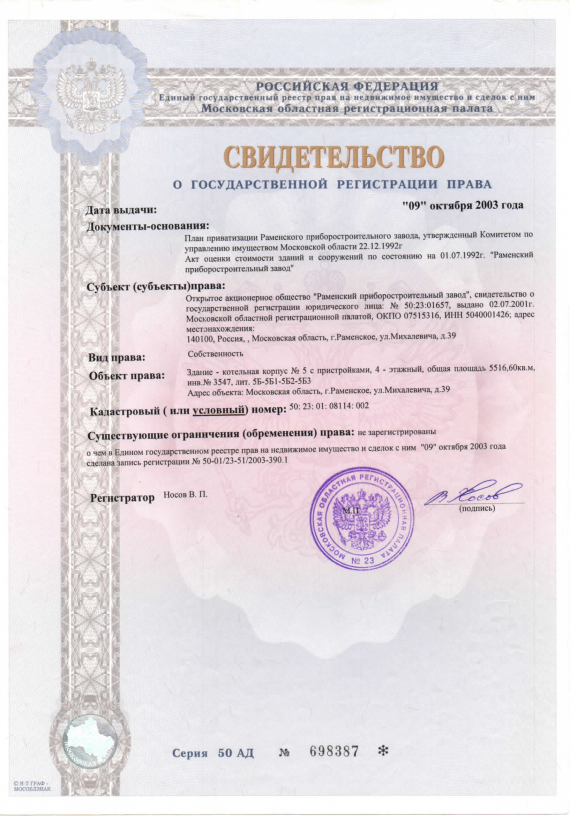 РОССИЙСКАЯ ФЕДЕРАЦИЯ
Единый государственный реестр прав на недвижимое имущество и сделок с ним
Московская областная регистрационная палата
СВИДЕТЕЛЬСТВО
О ГОСУДАРСТВЕННОЙ РЕГИСТРАЦИИ ПРАВА
Дата выдачи: "09" октября 2003 года
Документы-основания:
План приватизации Раменского приборостроительного завода, утвержденный Комитетом по
управлению имуществом Московской области 22.12.1992г
Акт оценки стоимости зданий и сооружений по состоянию на 01.07.1992г. "Раменский
приборостроительный завод"
Субъект (субъекты)права:
Открытое акционерное общество "Раменский приборостроительный завод", свидетельство о
государственной регистрации юридического лица: № 50:23:01657, выдано 02.07.2001г.
Московской областной регистрационной палатой, ОКПО 07515316, ИНН 5040001426; адрес
местонахождения:
140100, Россия, , Московская область, г.Раменское, ул.Михалевича, д.39
Вид права: Собственность
Объект права: Здание - котельная корпус № 5 с пристройками, 4 - этажный, общая площадь 5516,60кв.м,
инв.№ 3547, лит. 5Б-5Б1-5Б2-5Б3
Адрес объекта: Московская область, г.Раменское, ул.Михалевича, д.39
Кадастровый ( или условный) номер: 50: 23: 01: 08114: 002
Существующие ограничения (обременения) права: не зарегистрированы
о чем в Едином государственном реестре прав на недвижимое имущество и сделок с ним "09" октября 2003 года
сделана запись регистрации № 50-01/23-51/2003-390.1
Регистратор Носов В. П.
В Носов
(подпись)
М.П.
МОСКОВСКАЯ ОБЛАСТНАЯ РЕГИСТРАЦИОННАЯ ПАЛАТА
№ 23
Серия 50 АД № 698387 *
© Н-Т ГРАФ -
МОСОБЛЗНАК